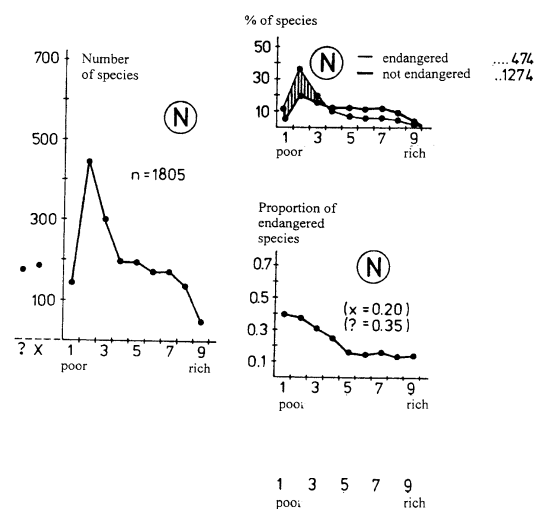 700
Number
of species
N
500
n = 1805
300
100
? X
1 3 5 7 9
poor rich
% of species
50
30
10
N
endangered ....474
not endangered ..1274
1 3 5 7 9
poor rich
Proportion of
endangered
species
0.7
0.5
0.3
0.1
N
(x = 0.20)
(? = 0.35)
1 3 5 7 9
poor rich
1 3 5 7 9
poor rich